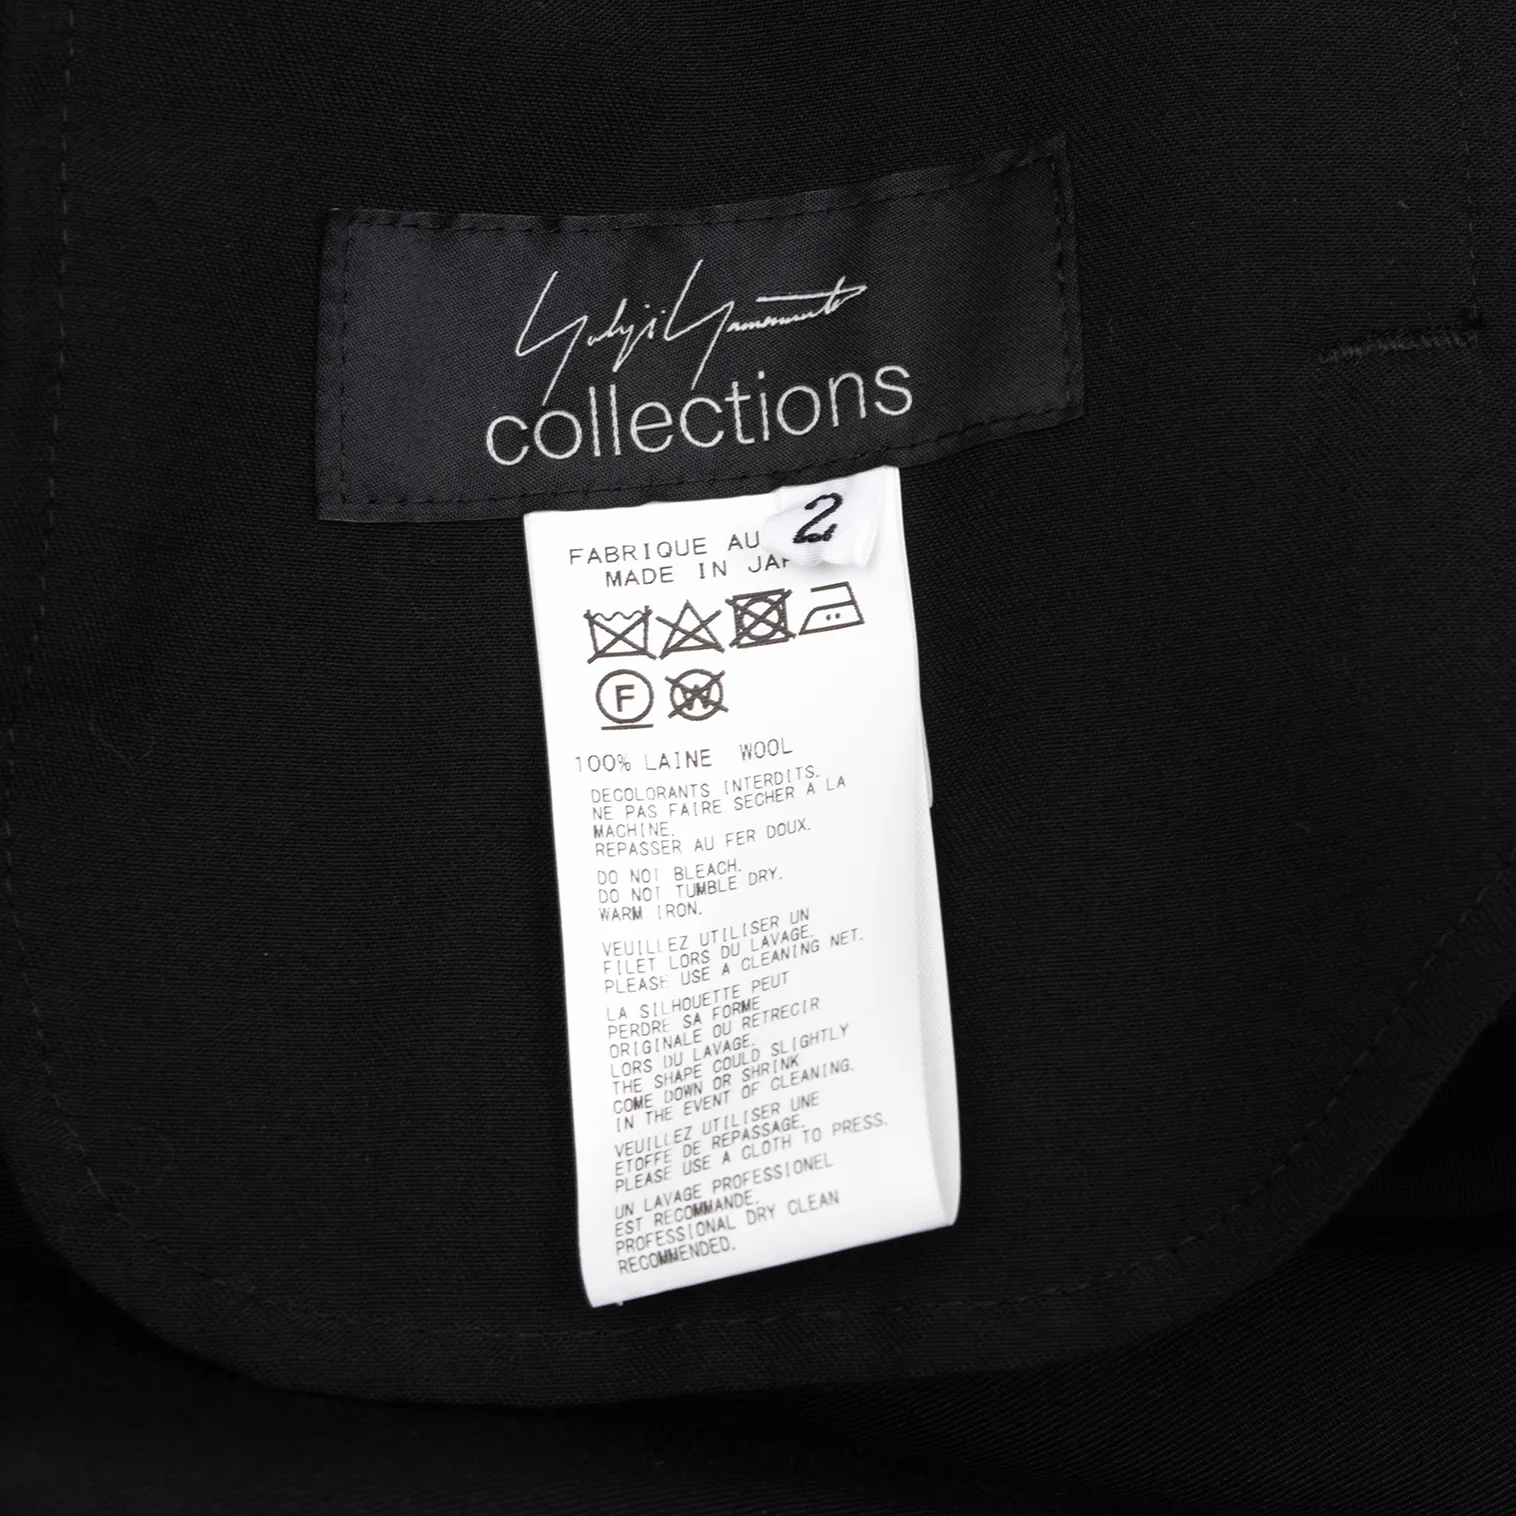 Yohji Yamamoto
collections
2
FABRIQUE AU
MADE IN JAP
F
W
100% LAINE WOOL
DECOLORANTS INTERDITS.
NE PAS FAIRE SECHER A LA
MACHINE.
REPASSER AU FER DOUX.
DO NOT BLEACH.
DO NOT TUMBLE DRY.
WARM IRON.
VEUILLEZ UTILISER UN
FILET LORS DU LAVAGE.
PLEASE USE A CLEANING NET.
LA SILHOUETTE PEUT
PERDRE SA FORME
ORIGINALE OU RETRECIR
LORS DU LAVAGE.
THE SHAPE COULD SLIGHTLY
COME DOWN OR SHRINK
IN THE EVENT OF CLEANING.
VEUILLEZ UTILISER UNE
ETOFFE DE REPASSAGE.
PLEASE USE A CLOTH TO PRESS.
UN LAVAGE PROFESSIONEL
EST RECOMMANDE.
PROFESSIONAL DRY CLEAN
RECOMMENDED.